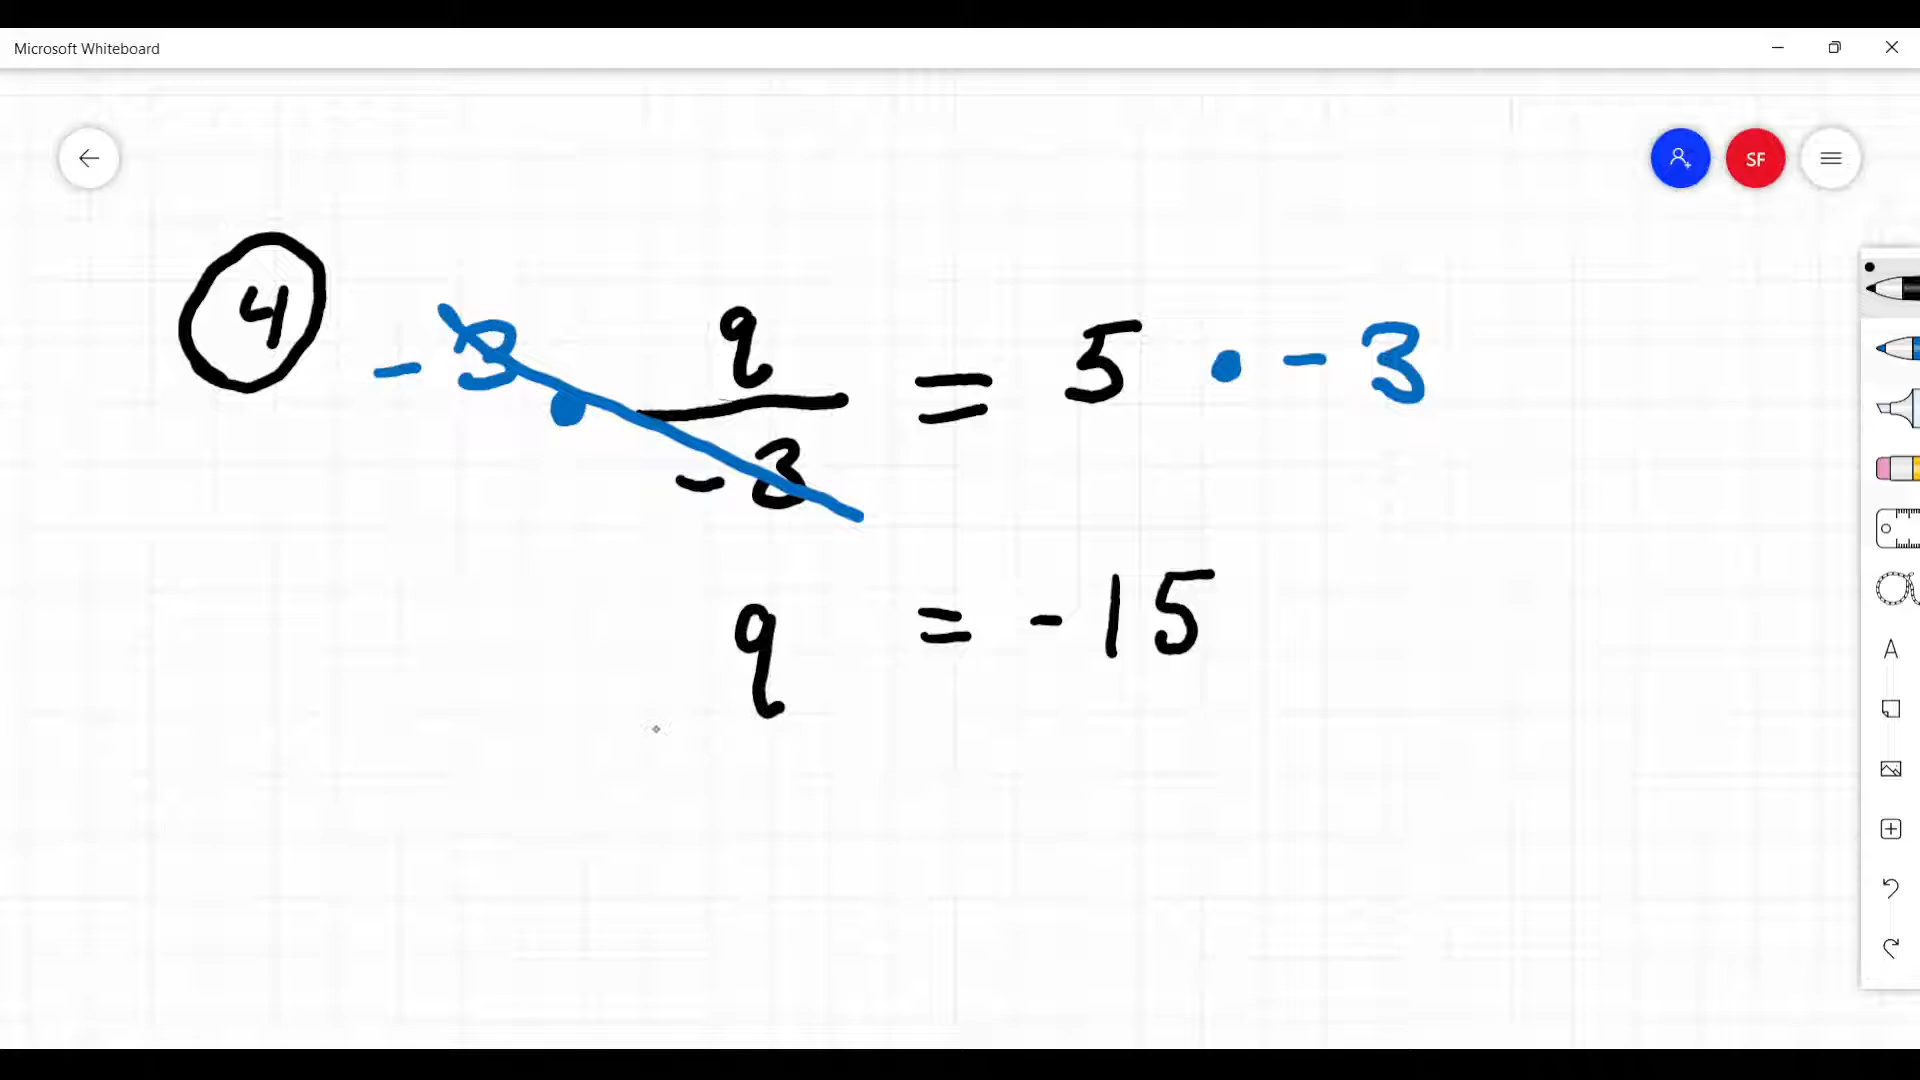 Microsoft Whiteboard
SF
4
-3 • q/-3 = 5 • -3
q = -15
A